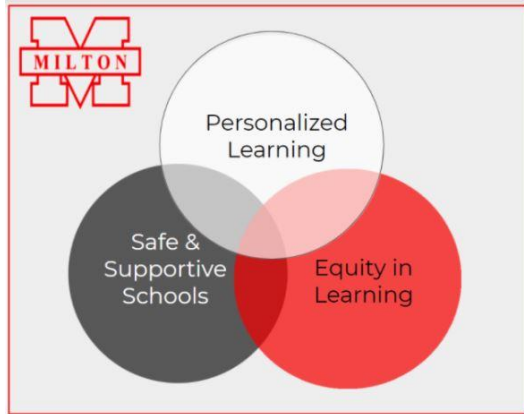 MILTON
Personalized
Learning
Safe &
Supportive
Schools
Equity in
Learning